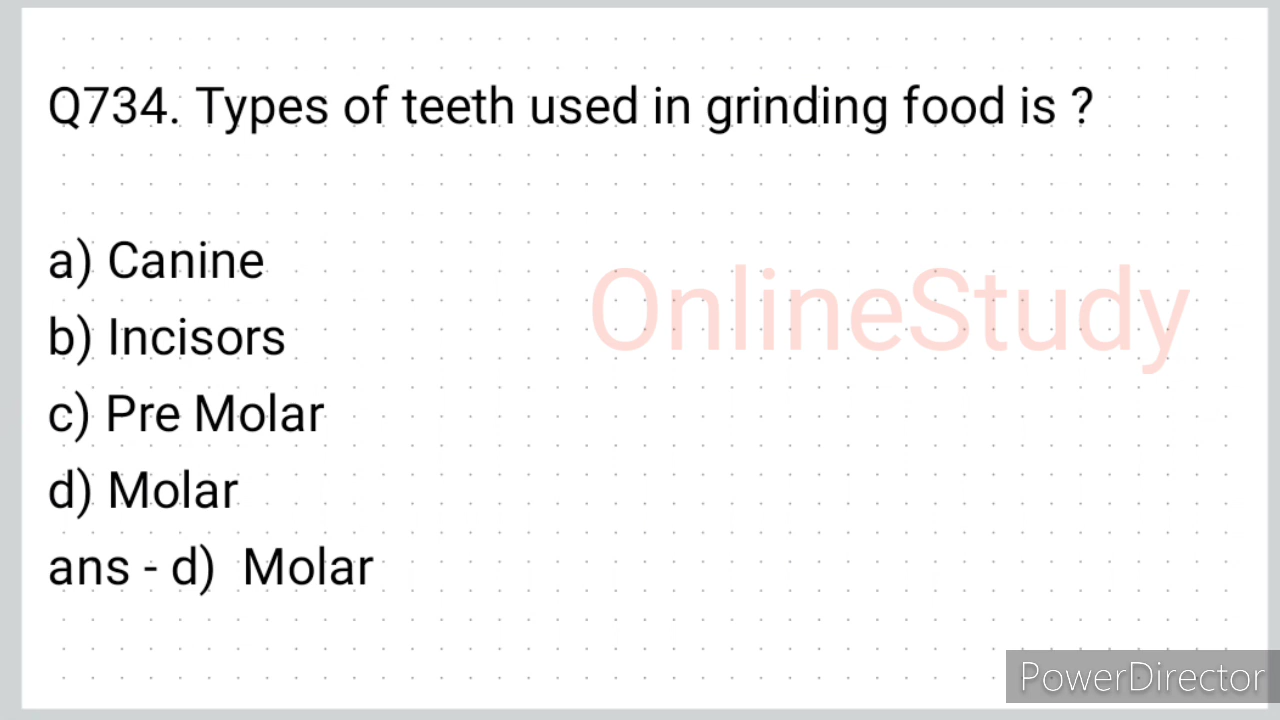 Q734. Types of teeth used in grinding food is ?
a) Canine
b) Incisors
c) Pre Molar
d) Molar
ans - d) Molar
OnlineStudy
PowerDirector